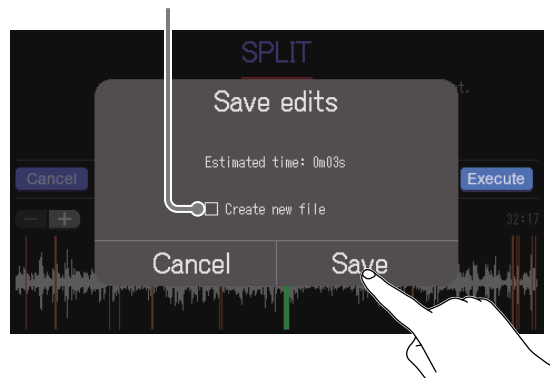 SPLIT
t.
Save edits
Estimated time: 0m03s
Cancel
Execute
Create new file
− +
32:17
Cancel
Save